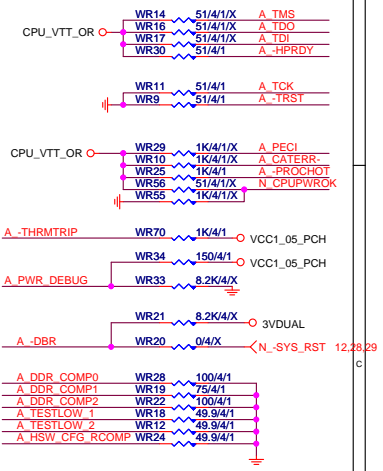 WR14 51/4/1/X A_TMS
CPU_VTT_OR WR16 51/4/1/X A_TDO
WR17 51/4/1/X A_TDI
WR30 51/4/1 A_-HPRDY
WR11 51/4/1 A_TCK
WR9 51/4/1 A_-TRST
CPU_VTT_OR WR29 1K/4/1/X A_PECI
WR10 1K/4/1/X A_CATERR-
WR25 1K/4/1 A_-PROCHOT
WR56 51/4/1/X N_CPUPWROK
WR55 1K/4/1/X
A_-THRMTRIP WR70 1K/4/1 VCC1_05_PCH
WR34 150/4/1 VCC1_05_PCH
A_PWR_DEBUG WR33 8.2K/4/X
WR21 8.2K/4/X 3VDUAL
A_-DBR WR20 0/4/X N_-SYS_RST 12,28,29
C
A_DDR_COMP0 WR28 100/4/1
A_DDR_COMP1 WR19 75/4/1
A_DDR_COMP2 WR22 100/4/1
A_TESTLOW_1 WR18 49.9/4/1
A_TESTLOW_2 WR12 49.9/4/1
A_HSW_CFG_RCOMP WR24 49.9/4/1